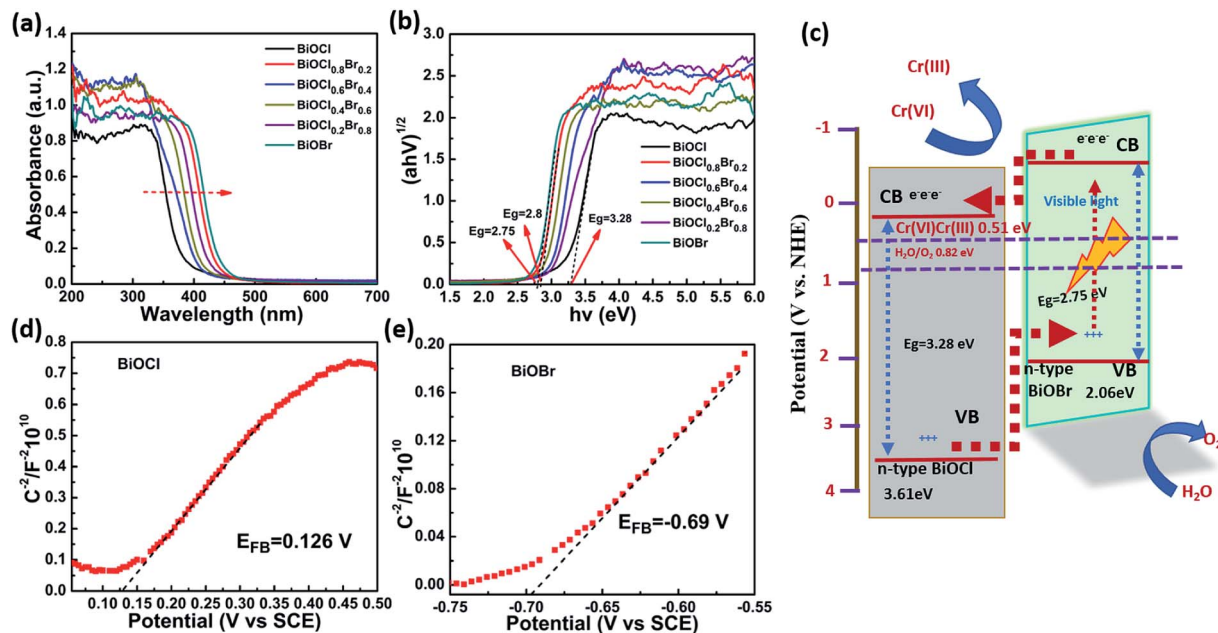 (a)
1.4
1.2
1.0
0.8
0.6
0.4
0.2
0.0
Absorbance (a.u.)
BiOCl
BiOCl0.8Br0.2
BiOCl0.6Br0.4
BiOCl0.4Br0.6
BiOCl0.2Br0.8
BiOBr
200 300 400 500 600 700
Wavelength (nm)
(b)
3.0
2.5
2.0
1.5
1.0
0.5
0.0
(ahV)1/2
BiOCl
BiOCl0.8Br0.2
BiOCl0.6Br0.4
BiOCl0.4Br0.6
BiOCl0.2Br0.8
BiOBr
Eg=2.8
Eg=2.75
Eg=3.28
1.5 2.0 2.5 3.0 3.5 4.0 4.5 5.0 5.5 6.0
hν (eV)
(c)
Cr(III)
Cr(VI)
Potential (V vs. NHE)
-1
0
1
2
3
4
CB e-e-e-
e-e-e- CB
Visible light
Cr(VI)Cr(III) 0.51 eV
H2O/O2 0.82 eV
Eg=2.75 eV
Eg=3.28 eV
+++
VB
n-type
BiOBr
2.06eV
VB
+++
n-type BiOCl
3.61eV
O2
H2O
(d)
0.8
0.7
0.6
0.5
0.4
0.3
0.2
0.1
0.0
C-2/F-2*10^10
BiOCl
EFB=0.126 V
0.10 0.15 0.20 0.25 0.30 0.35 0.40 0.45 0.50
Potential (V vs SCE)
(e)
0.20
0.16
0.12
0.08
0.04
0.00
C-2/F-2*10^10
BiOBr
EFB=-0.69 V
-0.75 -0.70 -0.65 -0.60 -0.55
Potential (V vs SCE)